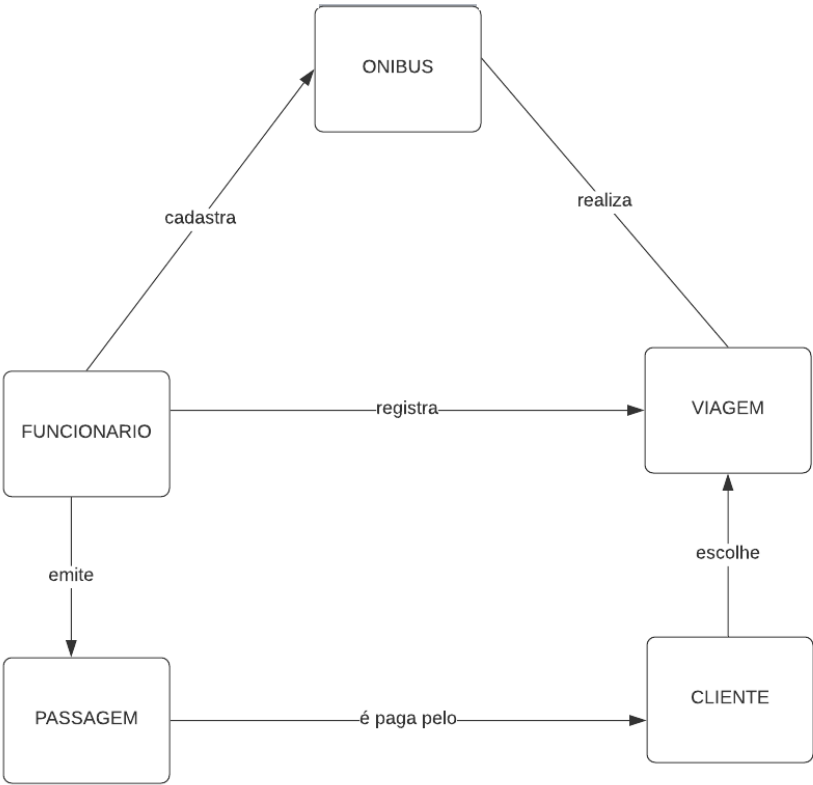 ONIBUS
realiza
cadastra
registra
VIAGEM
FUNCIONARIO
escolhe
emite
CLIENTE
PASSAGEM
é paga pelo